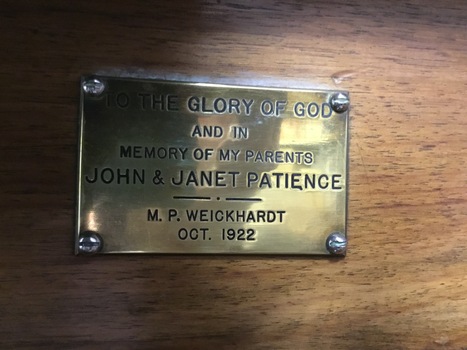 TO THE GLORY OF GOD
AND IN
MEMORY OF MY PARENTS
JOHN & JANET PATIENCE
M. P. WEICKHARDT
OCT. 1922